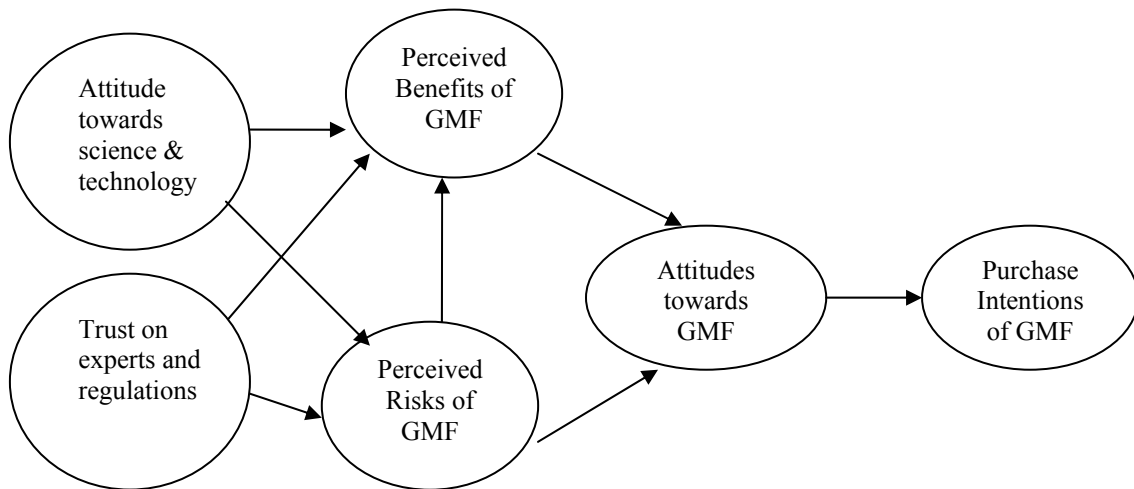 Attitude
towards
science &
technology
Perceived
Benefits of
GMF
Trust on
experts and
regulations
Perceived
Risks of
GMF
Attitudes
towards
GMF
Purchase
Intentions
of GMF